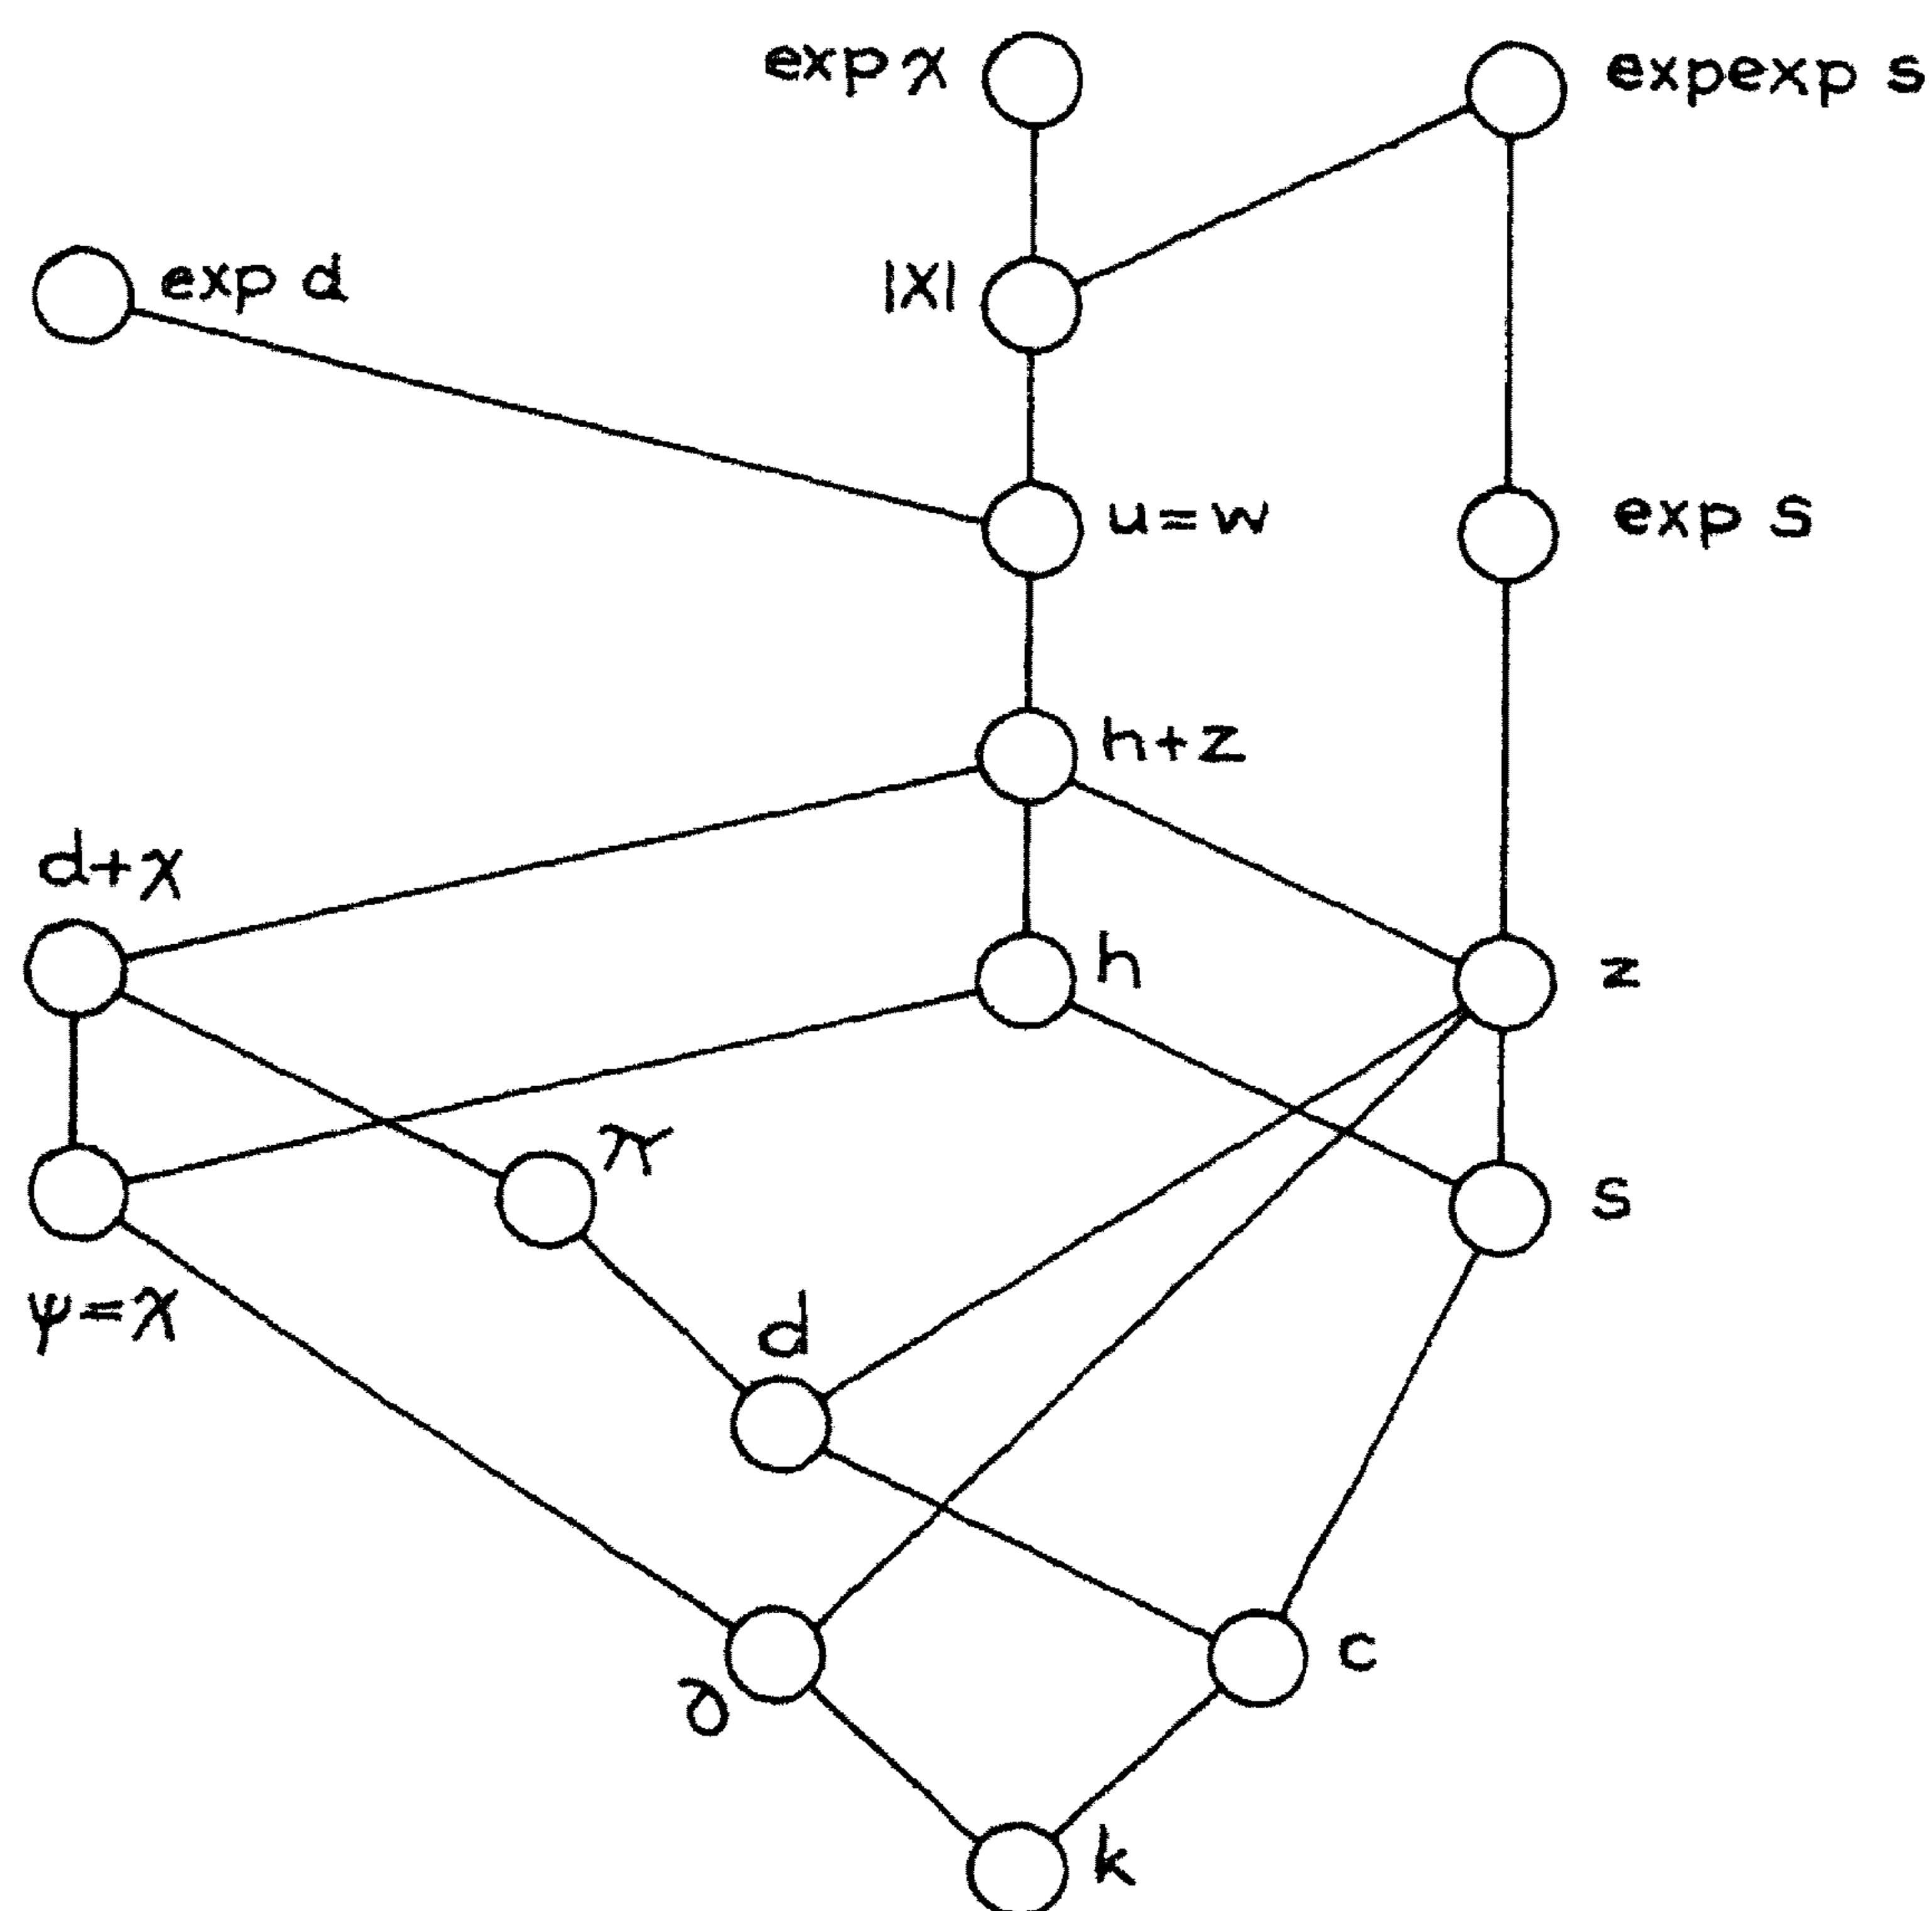 exp χ
expexp s
exp d
|X|
u=w
exp s
h+z
d+χ
h
z
π
s
ψ=χ
d
c
∂
k